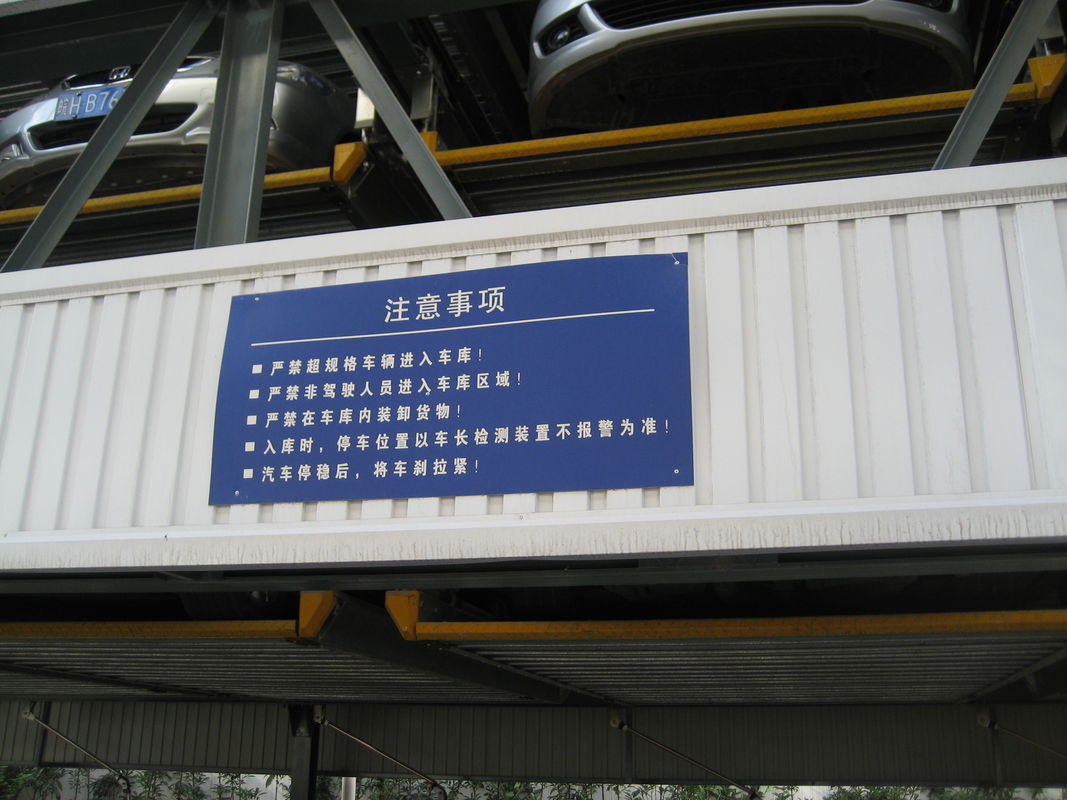 皖H B76
注意事项
■ 严禁超规格车辆进入车库！
■ 严禁非驾驶人员进入车库区域！
■ 严禁在车库内装卸货物！
■ 入库时，停车位置以车长检测装置不报警为准！
■ 汽车停稳后，将车刹拉紧！